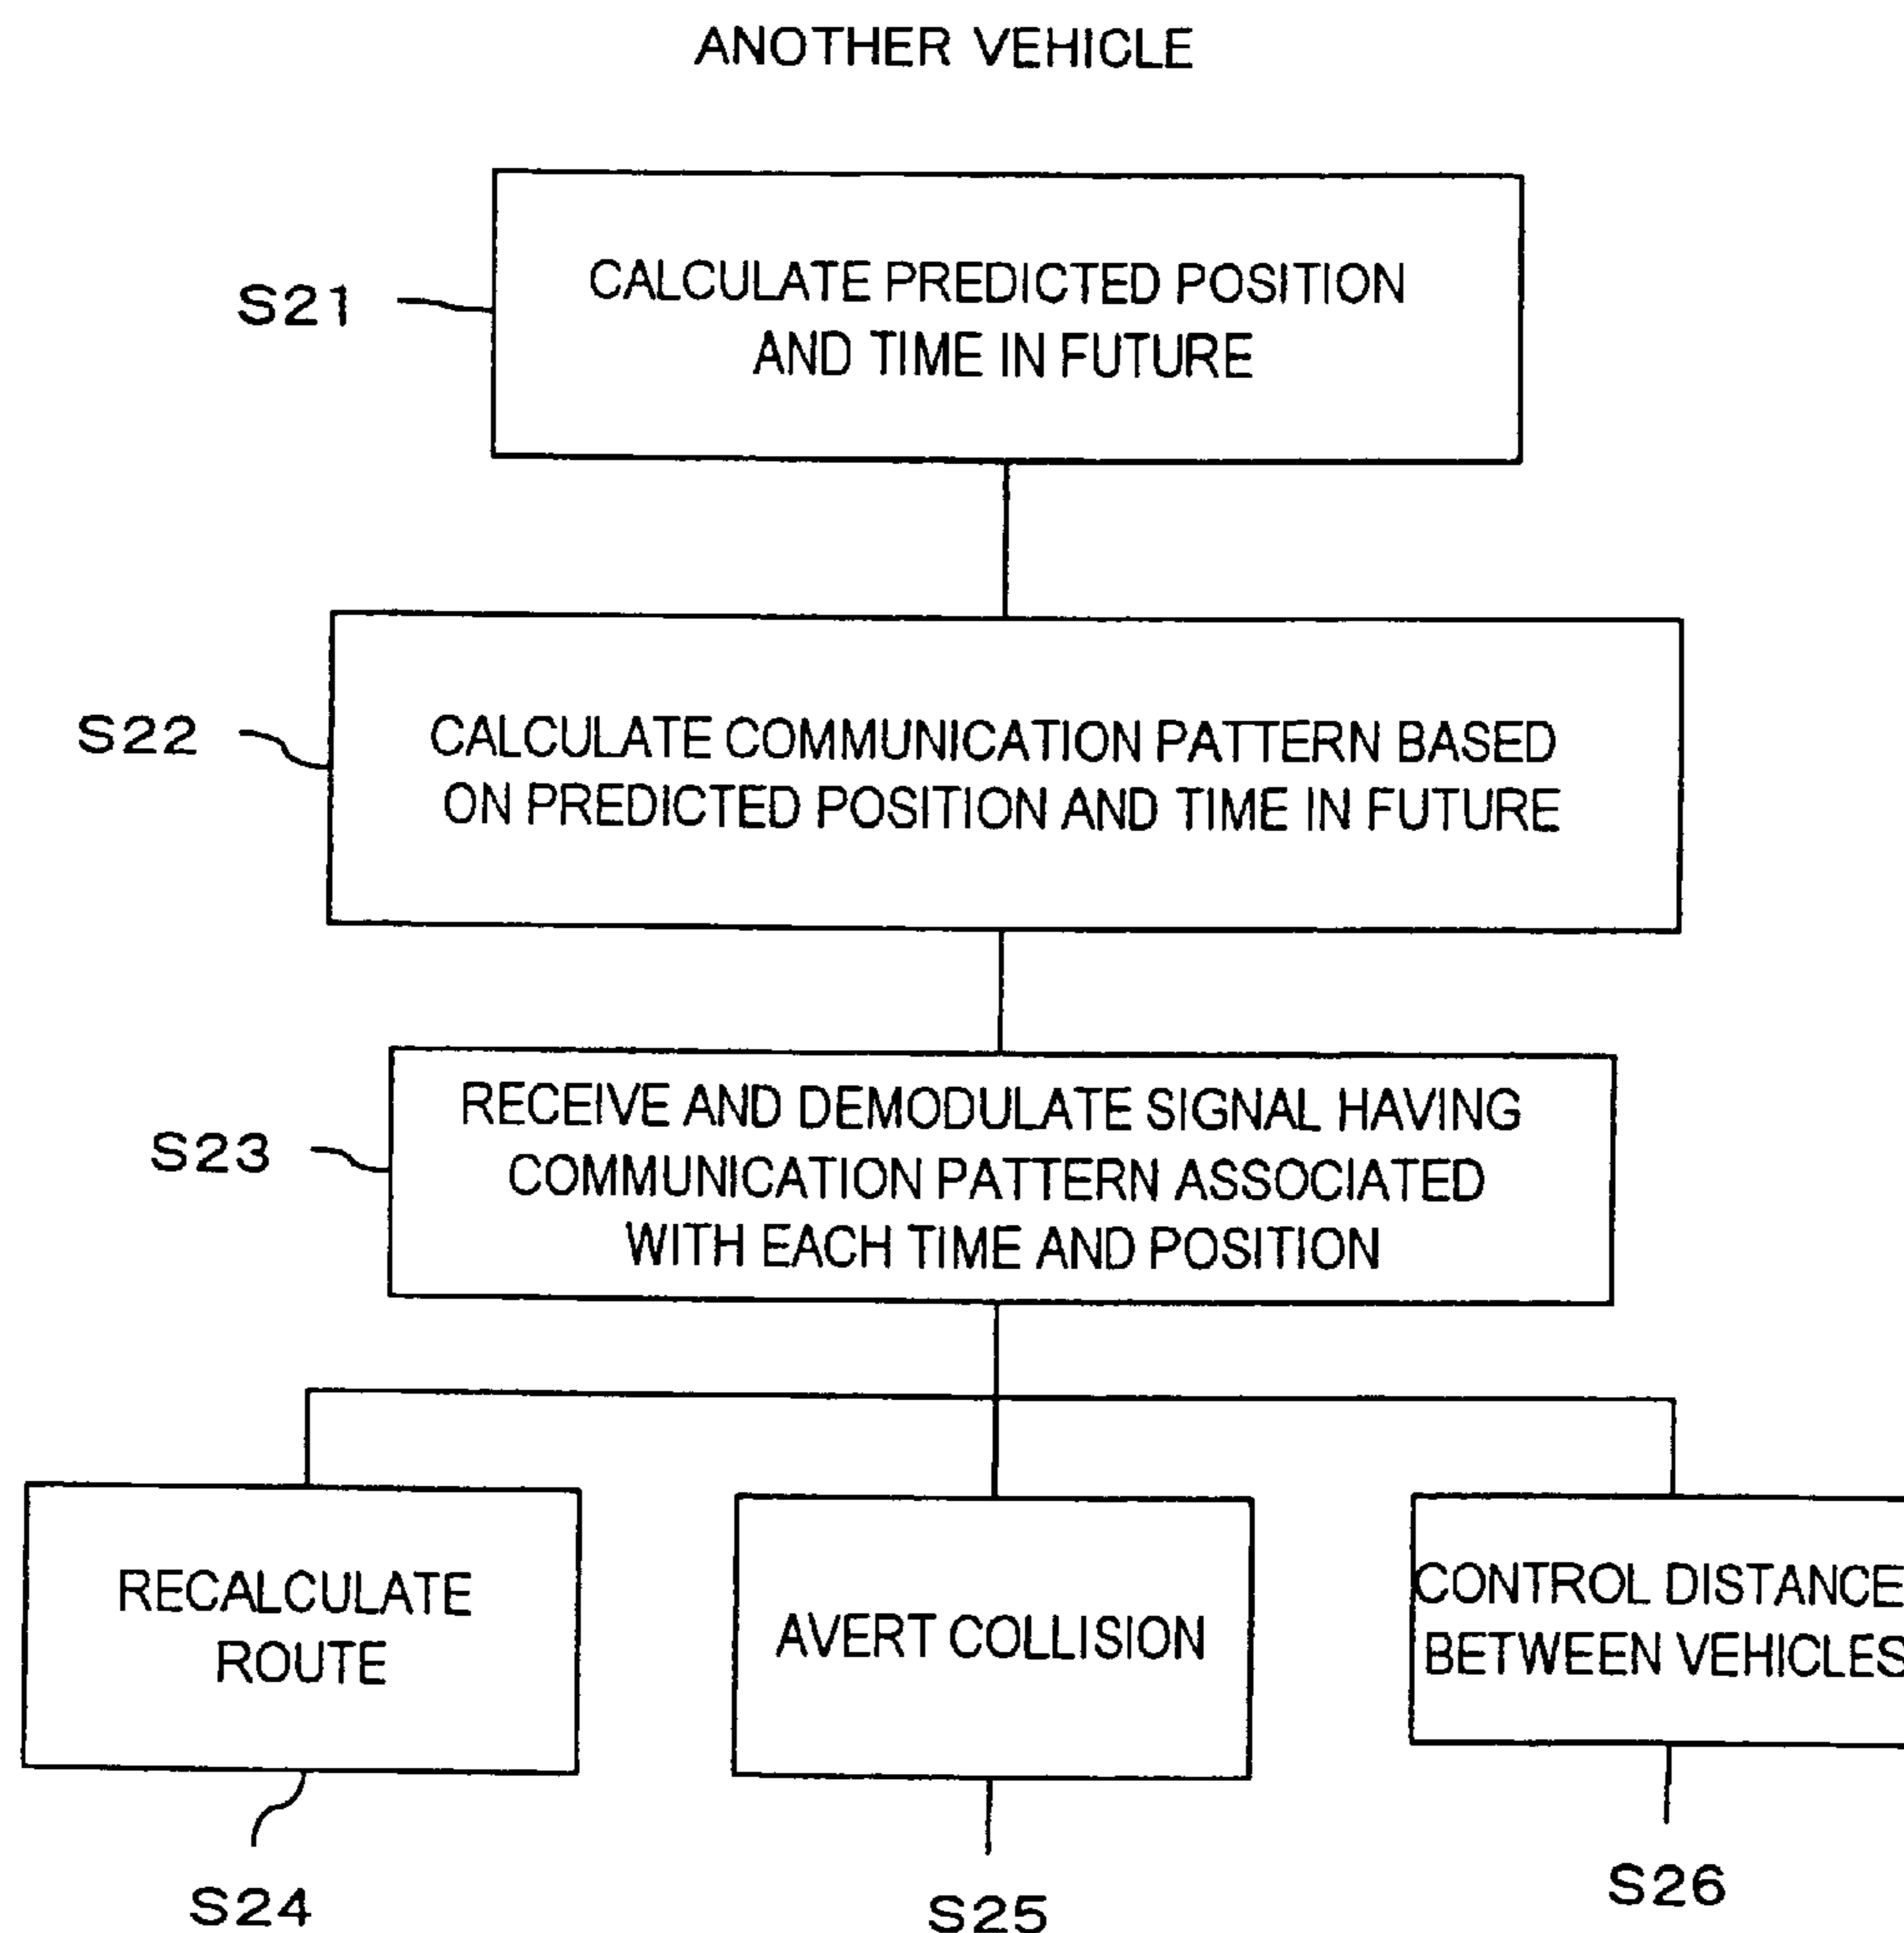 ANOTHER VEHICLE
S21
CALCULATE PREDICTED POSITION
AND TIME IN FUTURE
S22
CALCULATE COMMUNICATION PATTERN BASED
ON PREDICTED POSITION AND TIME IN FUTURE
S23
RECEIVE AND DEMODULATE SIGNAL HAVING
COMMUNICATION PATTERN ASSOCIATED
WITH EACH TIME AND POSITION
RECALCULATE
ROUTE
AVERT COLLISION
CONTROL DISTANCE
BETWEEN VEHICLES
S24
S25
S26